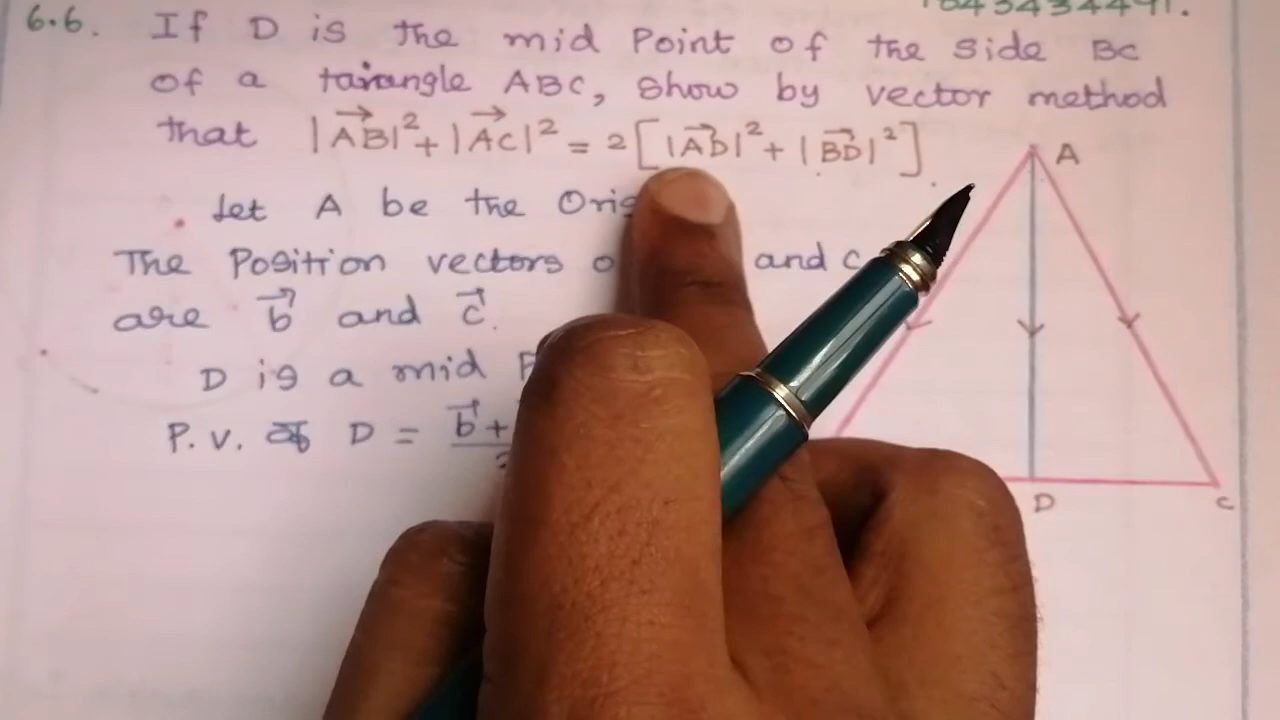 6.6. If D is the mid Point of the side BC
of a triangle ABC, show by vector method
that |AB|² + |AC|² = 2[|AD|² + |BD|²].
Let A be the
The Position vectors and C
are b⃗ and c⃗.
D is a mid
P.V. of D = b⃗ +
A
D
C